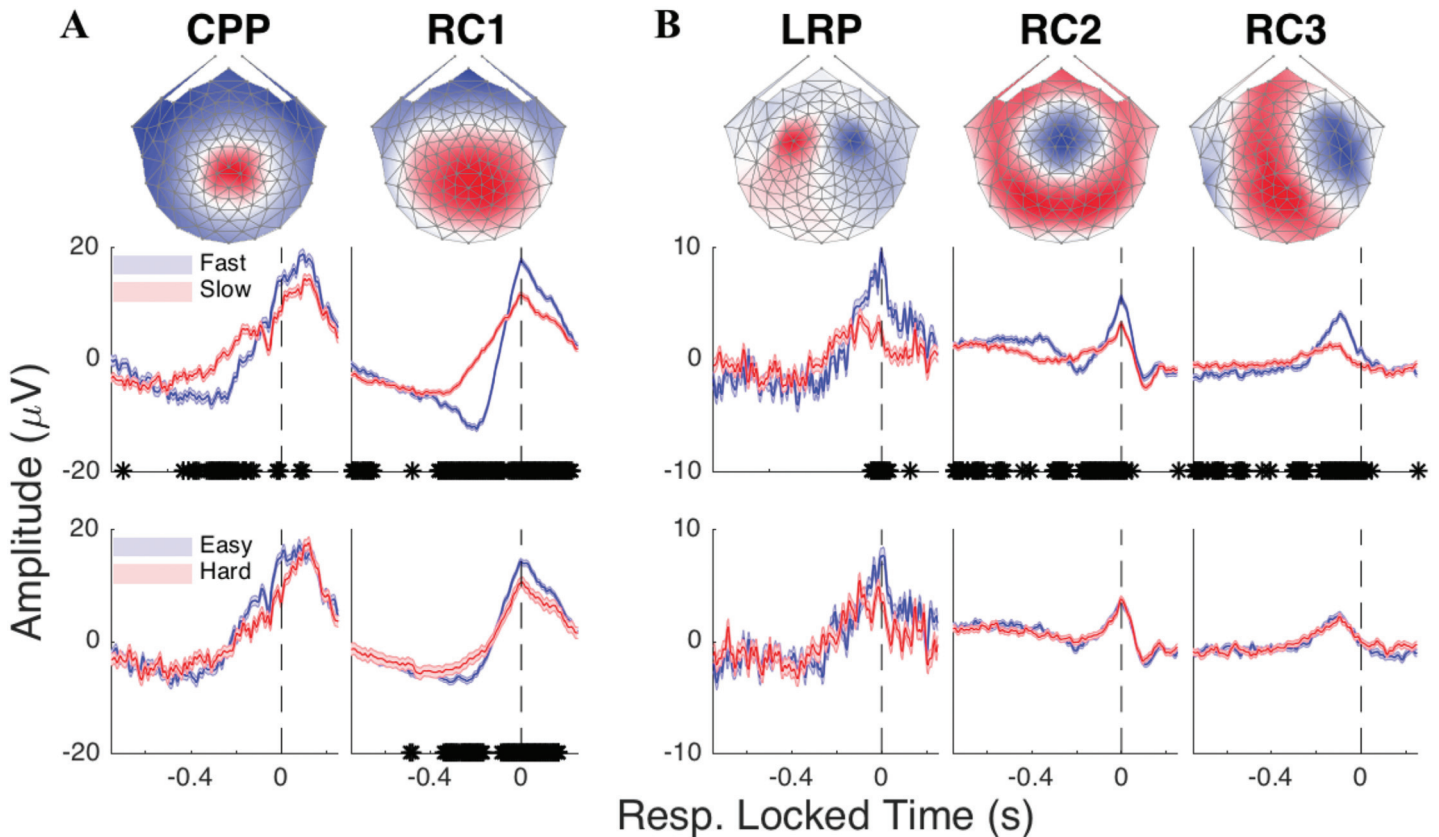 A CPP RC1 B LRP RC2 RC3
20 10
Fast
Slow
0 0
-20 -10
20 10
Easy
Hard
0 0
-20 -10
-0.4 0 -0.4 0 -0.4 0 -0.4 0 -0.4 0
Amplitude (μV)
Resp. Locked Time (s)